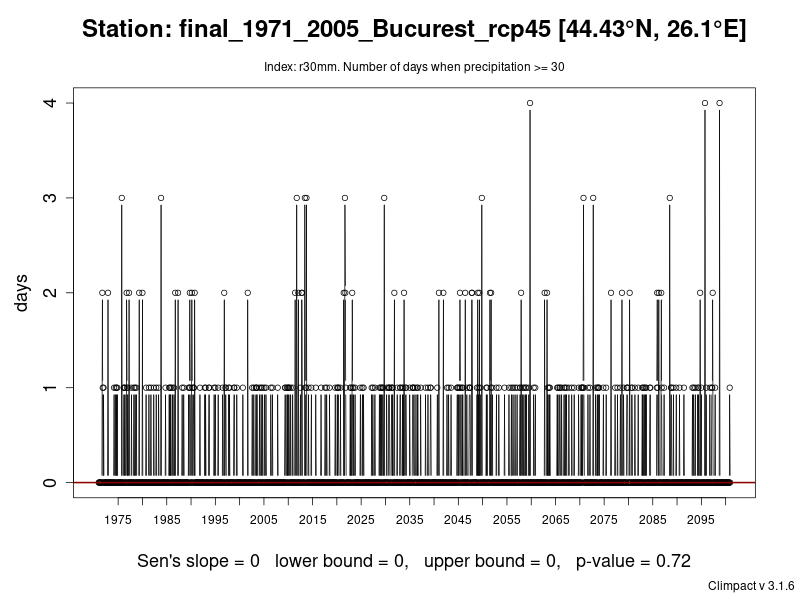 Station: final_1971_2005_Bucurest_rcp45 [44.43°N, 26.1°E]
Index: r30mm. Number of days when precipitation >= 30
4
3
2
1
0
days
1975 1985 1995 2005 2015 2025 2035 2045 2055 2065 2075 2085 2095
Sen's slope = 0 lower bound = 0, upper bound = 0, p-value = 0.72
Climpact v 3.1.6